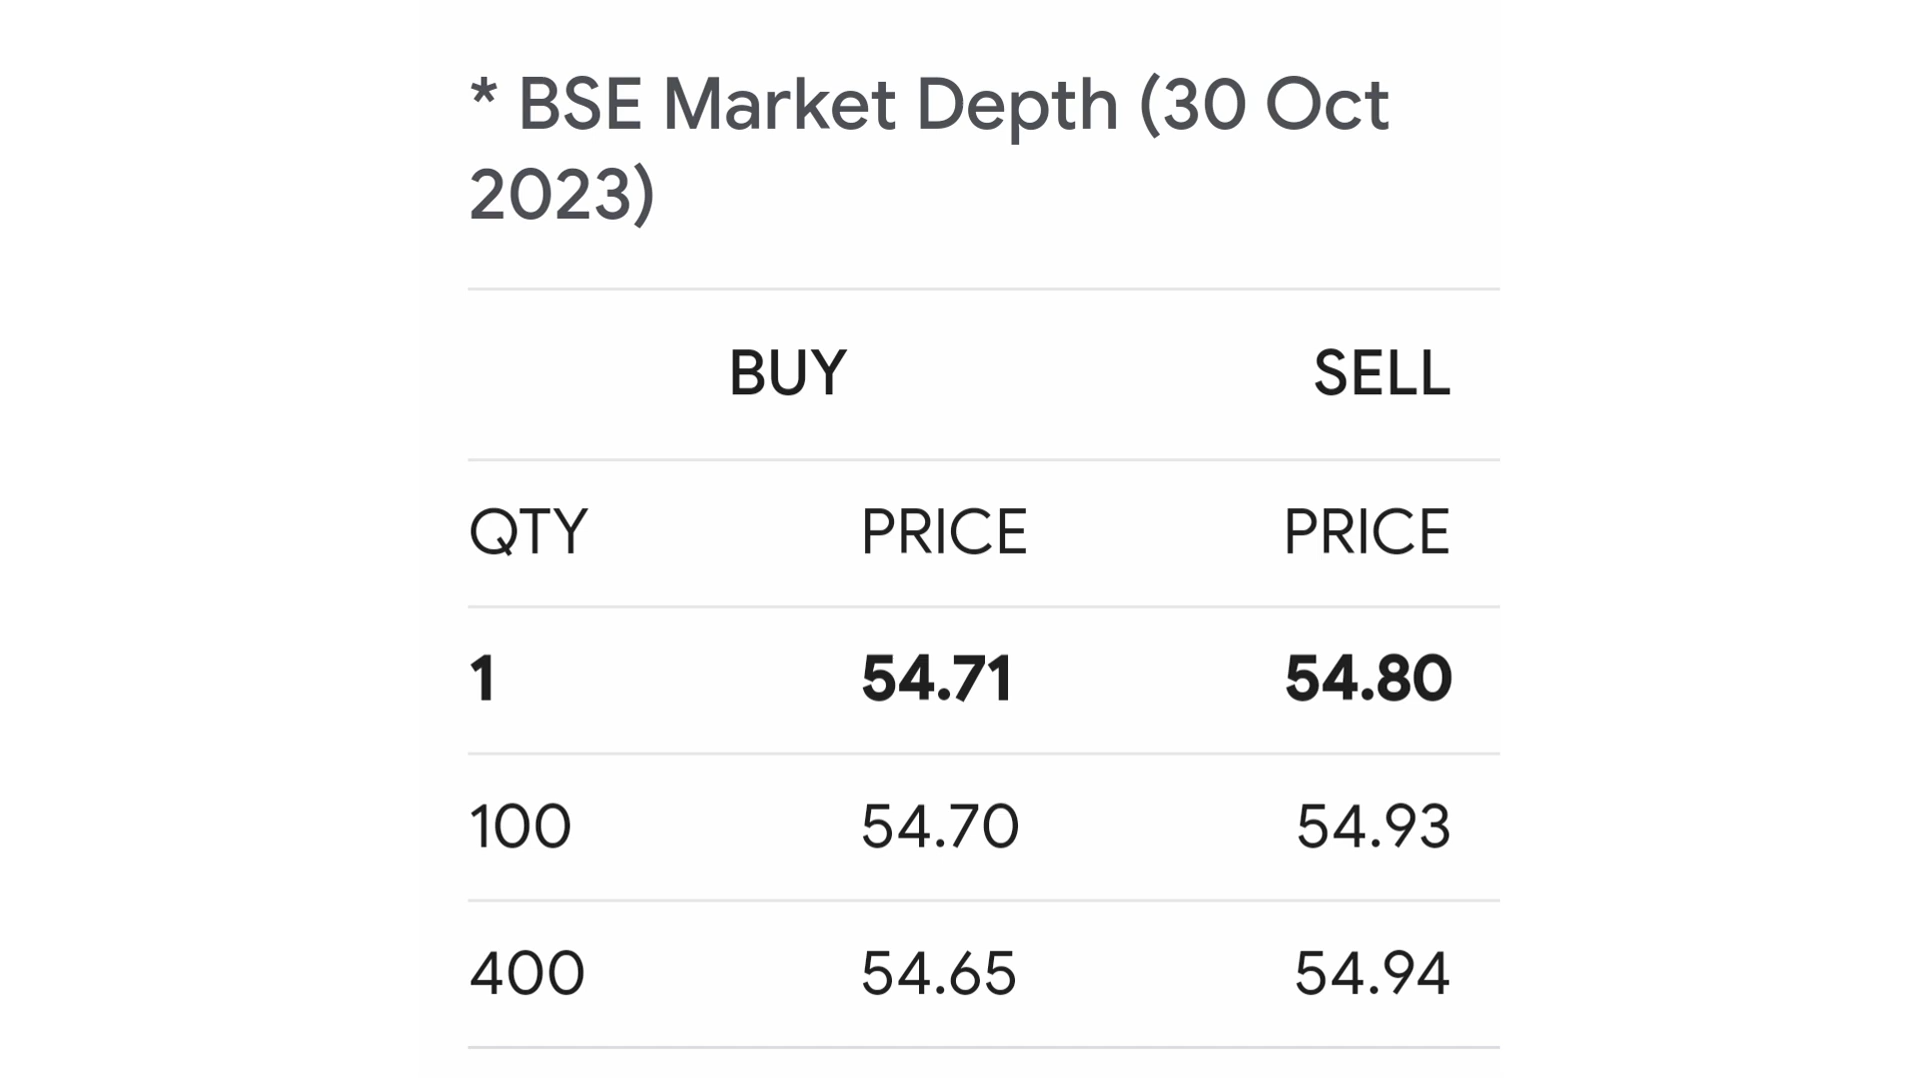 * BSE Market Depth (30 Oct
2023)
BUY SELL
QTY PRICE PRICE
1 54.71 54.80
100 54.70 54.93
400 54.65 54.94